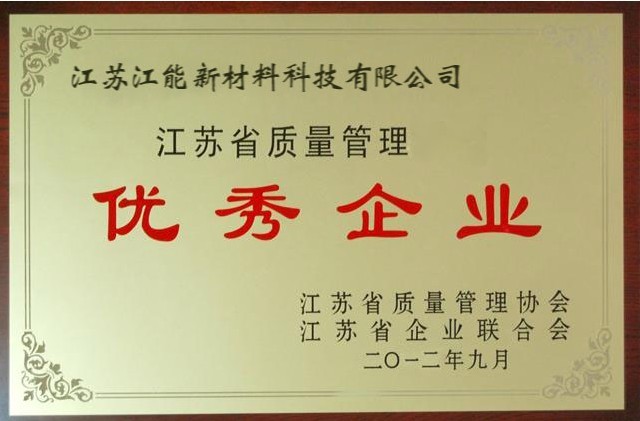 江苏江能新材料科技有限公司
江苏省质量管理
优秀企业
江苏省质量管理协会
江苏省企业联合会
二〇一二年九月